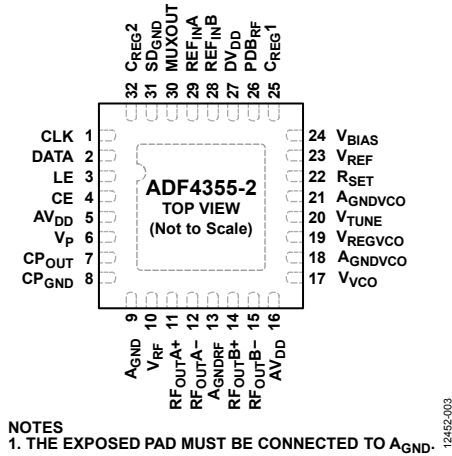 32 CREG2
31 SDGND
30 MUXOUT
29 REFINA
28 REFINB
27 DVDD
26 PDBRF
25 CREG1
CLK 1
DATA 2
LE 3
CE 4
AVDD 5
VP 6
CPOUT 7
CPGND 8
ADF4355-2
TOP VIEW
(Not to Scale)
24 VBIAS
23 VREF
22 RSET
21 AGNDVCO
20 VTUNE
19 VREGVCO
18 AGNDVCO
17 VVCO
AGND 9
VRF 10
RFOUTA+ 11
RFOUTA− 12
AGNDRF 13
RFOUTB+ 14
RFOUTB− 15
AVDD 16
NOTES
1. THE EXPOSED PAD MUST BE CONNECTED TO AGND.
12452-003